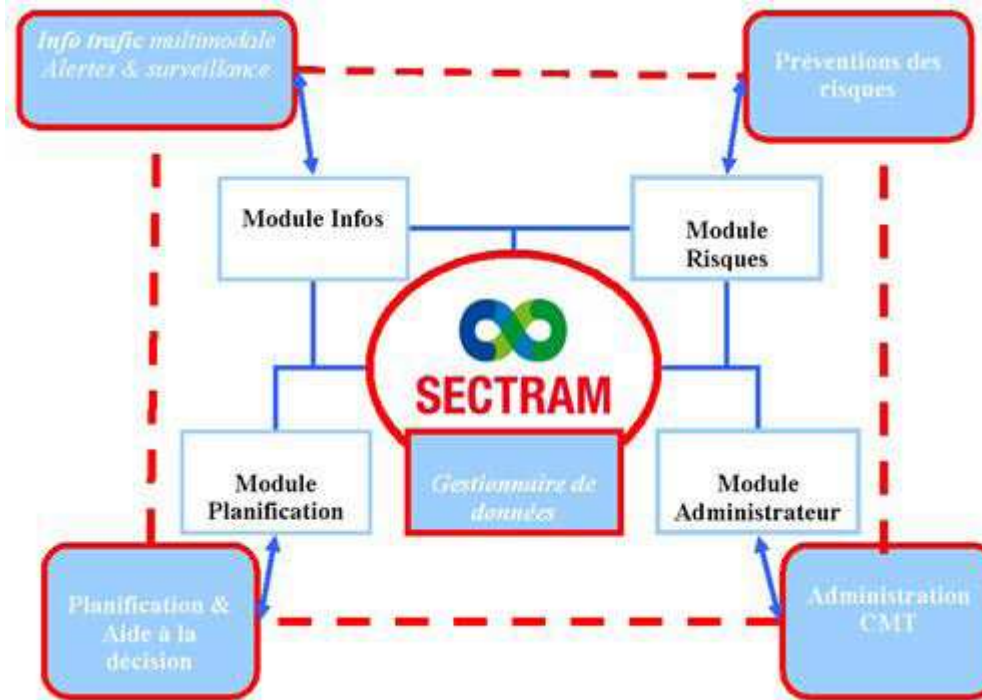 Info trafic multimodale
Alertes & surveillance
Préventions des
risques
Module Infos
Module
Risques
SECTRAM
Gestionnaire de
données
Module
Planification
Module
Administrateur
Planification &
Aide à la
décision
Administration
CMT